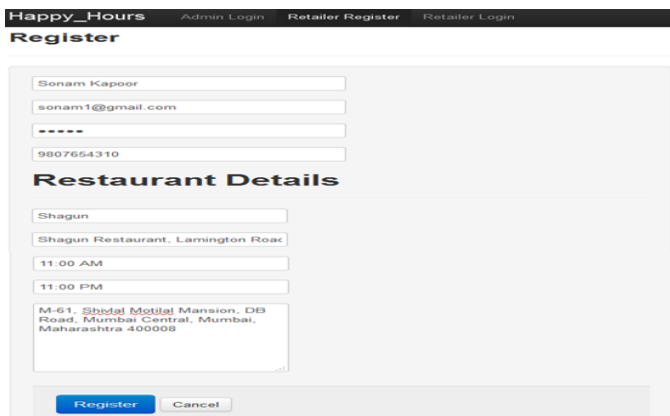 Happy_Hours Admin Login Retailer Register Retailer Login
Register
Sonam Kapoor
sonam1@gmail.com
•••••
9807654310
Restaurant Details
Shagun
Shagun Restaurant, Lamington Roac
11:00 AM
11:00 PM
M-61, Shivlal Motilal Mansion, DB
Road, Mumbai Central, Mumbai,
Maharashtra 400008
Register Cancel